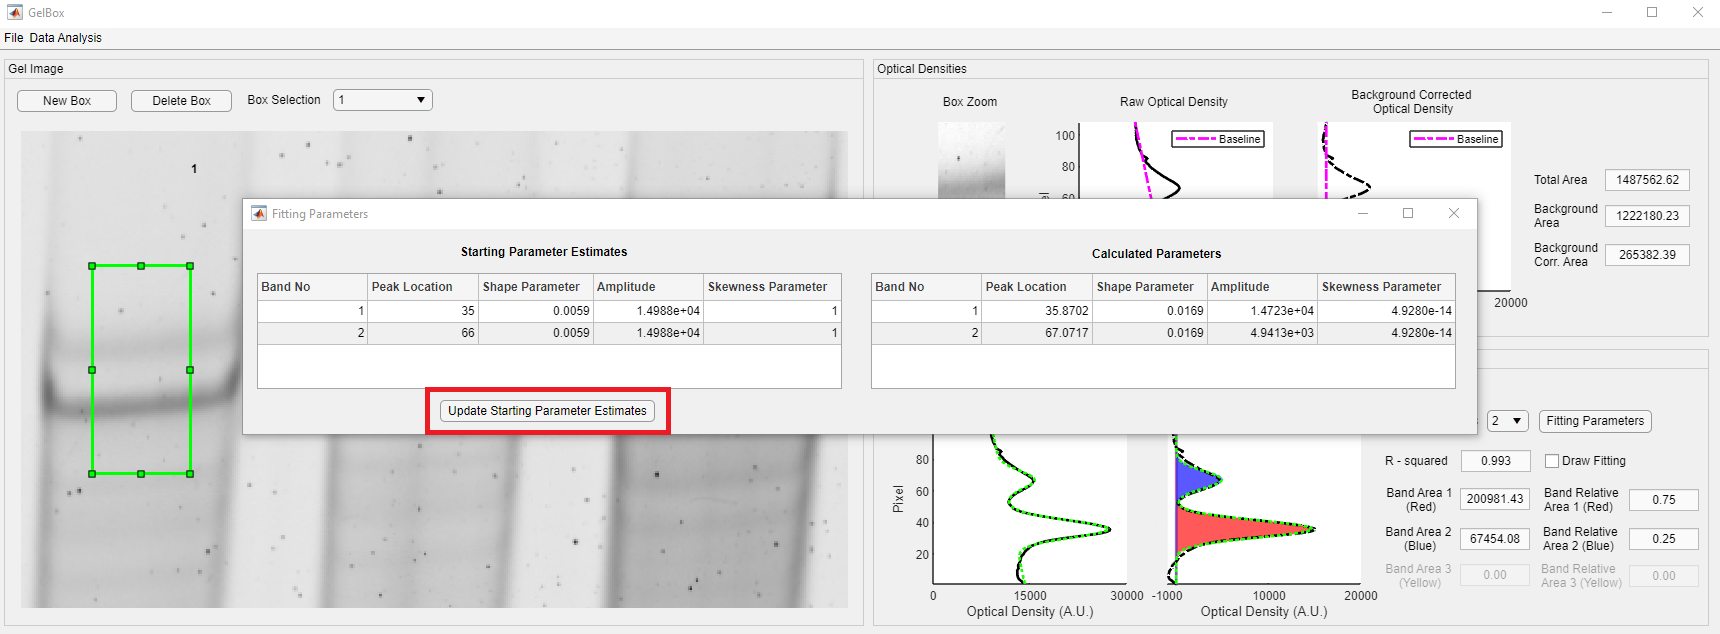 GelBox
File Data Analysis
Gel Image
New Box
Delete Box
Box Selection
1
1
Optical Densities
Box Zoom
Raw Optical Density
Background Corrected
Optical Density
100
80
60
Baseline
Baseline
20000
Total Area
1487562.62
Background
Area
1222180.23
Background
Corr. Area
265382.39
Fitting Parameters
Starting Parameter Estimates
Band No Peak Location Shape Parameter Amplitude Skewness Parameter
1 35 0.0059 1.4988e+04 1
2 66 0.0059 1.4988e+04 1
Update Starting Parameter Estimates
Calculated Parameters
Band No Peak Location Shape Parameter Amplitude Skewness Parameter
1 35.8702 0.0169 1.4723e+04 4.9280e-14
2 67.0717 0.0169 4.9413e+03 4.9280e-14
2
Fitting Parameters
R - squared
0.993
Draw Fitting
Band Area 1
(Red)
200981.43
Band Relative
Area 1 (Red)
0.75
Band Area 2
(Blue)
67454.08
Band Relative
Area 2 (Blue)
0.25
Band Area 3
(Yellow)
0.00
Band Relative
Area 3 (Yellow)
0.00
Pixel
80
60
40
20
0 15000 30000
Optical Density (A.U.)
-1000 10000 20000
Optical Density (A.U.)